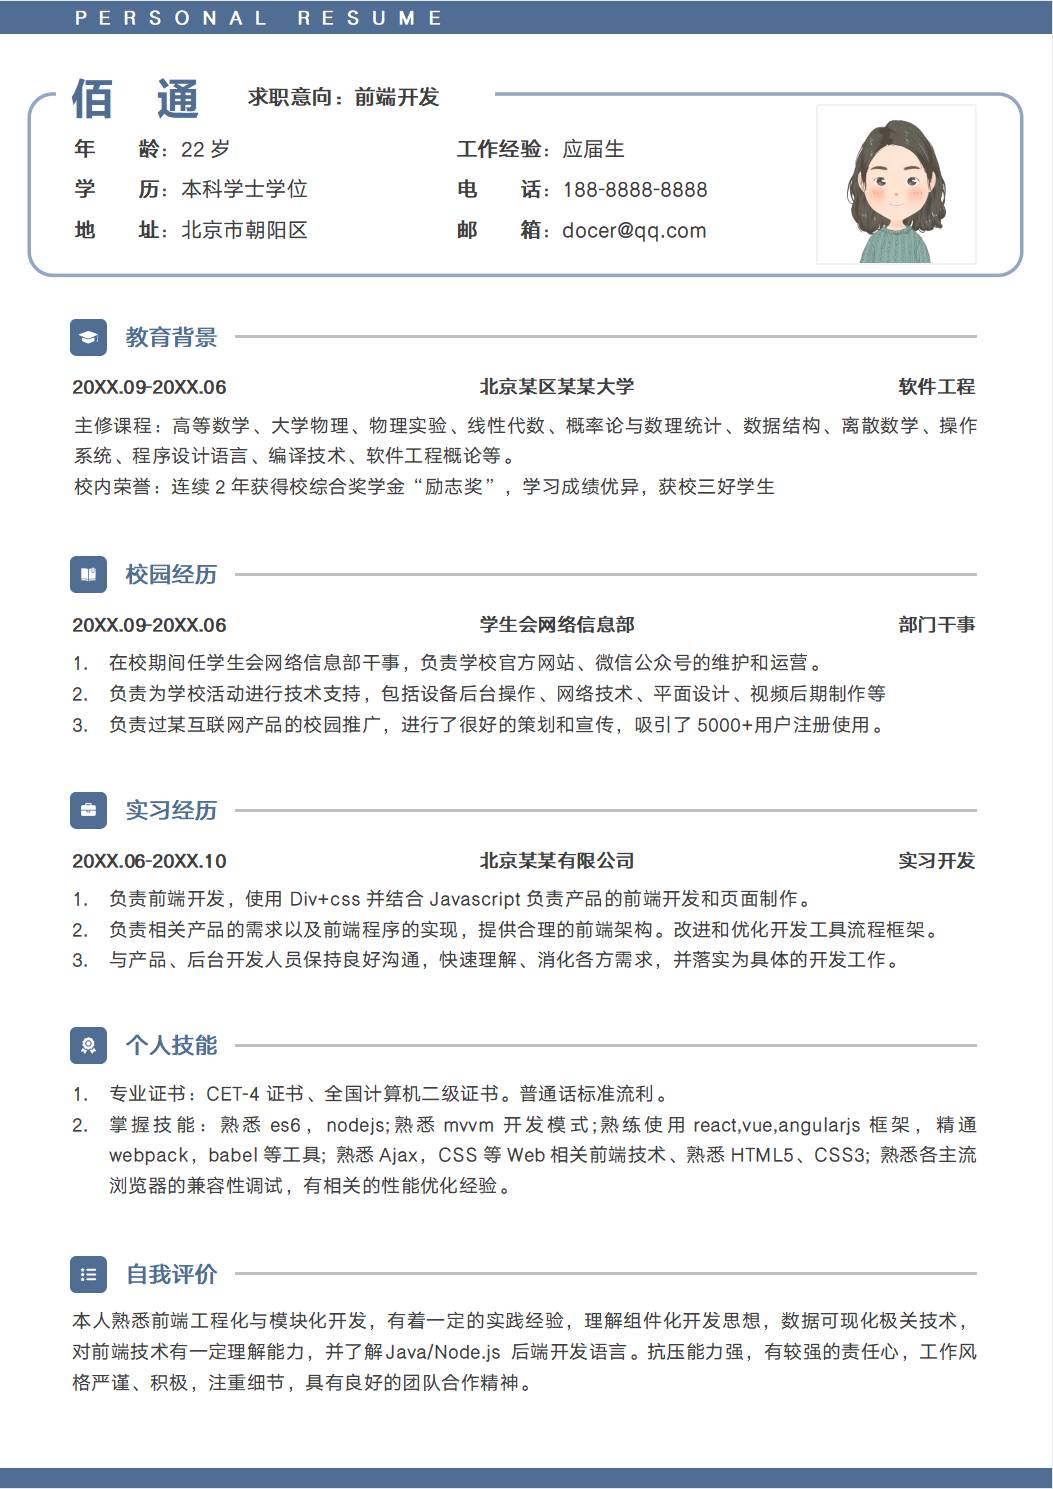 PERSONAL RESUME
佰 通 求职意向：前端开发
年 龄：22 岁 工作经验：应届生
学 历：本科学士学位 电 话：188-8888-8888
地 址：北京市朝阳区 邮 箱：docer@qq.com
教育背景
20XX.09-20XX.06 北京某区某某大学 软件工程
主修课程：高等数学、大学物理、物理实验、线性代数、概率论与数理统计、数据结构、离散数学、操作
系统、程序设计语言、编译技术、软件工程概论等。
校内荣誉：连续 2 年获得校综合奖学金“励志奖”，学习成绩优异，获校三好学生
校园经历
20XX.09-20XX.06 学生会网络信息部 部门干事
1. 在校期间任学生会网络信息部干事，负责学校官方网站、微信公众号的维护和运营。
2. 负责为学校活动进行技术支持，包括设备后台操作、网络技术、平面设计、视频后期制作等
3. 负责过某互联网产品的校园推广，进行了很好的策划和宣传，吸引了 5000+用户注册使用。
实习经历
20XX.06-20XX.10 北京某某有限公司 实习开发
1. 负责前端开发，使用 Div+css 并结合 Javascript 负责产品的前端开发和页面制作。
2. 负责相关产品的需求以及前端程序的实现，提供合理的前端架构。改进和优化开发工具流程框架。
3. 与产品、后台开发人员保持良好沟通，快速理解、消化各方需求，并落实为具体的开发工作。
个人技能
1. 专业证书：CET-4 证书、全国计算机二级证书。普通话标准流利。
2. 掌握技能：熟悉 es6，nodejs;熟悉 mvvm 开发模式;熟练使用 react,vue,angularjs 框架，精通
webpack，babel 等工具；熟悉 Ajax，CSS 等 Web 相关前端技术、熟悉 HTML5、CSS3；熟悉各主流
浏览器的兼容性调试，有相关的性能优化经验。
自我评价
本人熟悉前端工程化与模块化开发，有着一定的实践经验，理解组件化开发思想，数据可现化极关技术，
对前端技术有一定理解能力，并了解Java/Node.js 后端开发语言。抗压能力强，有较强的责任心，工作风
格严谨、积极，注重细节，具有良好的团队合作精神。